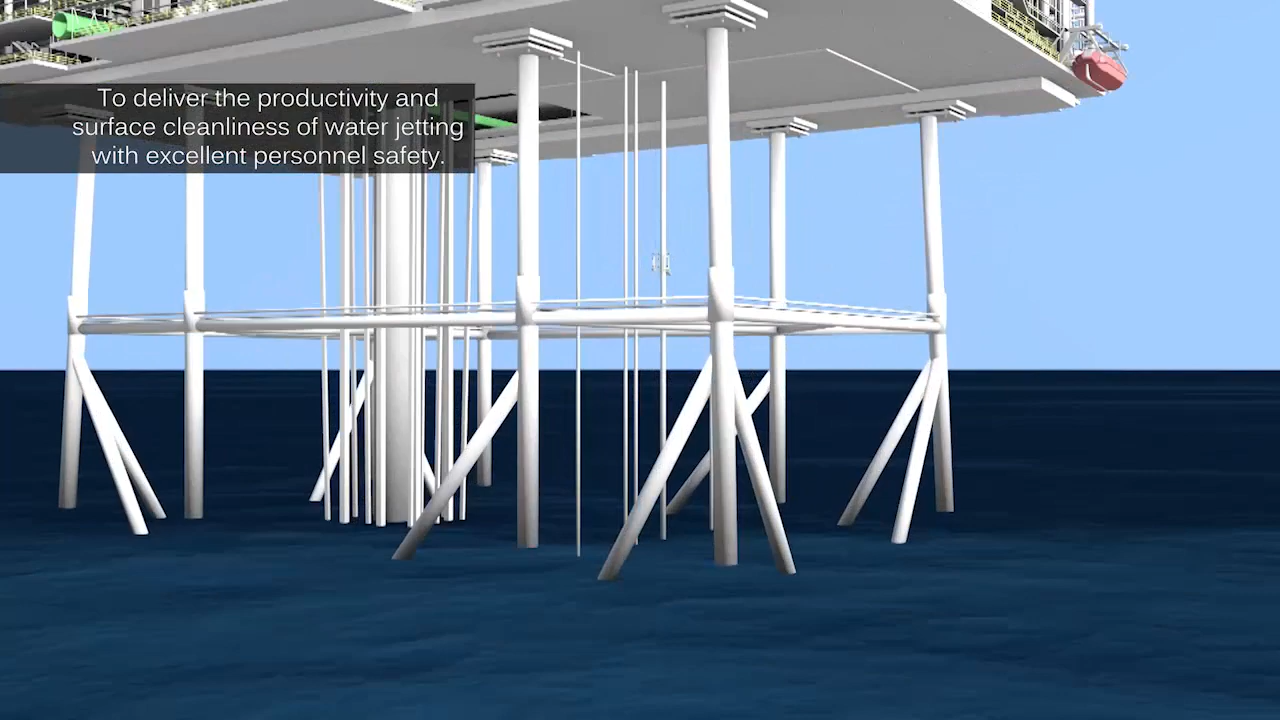 To deliver the productivity and
surface cleanliness of water jetting
with excellent personnel safety.